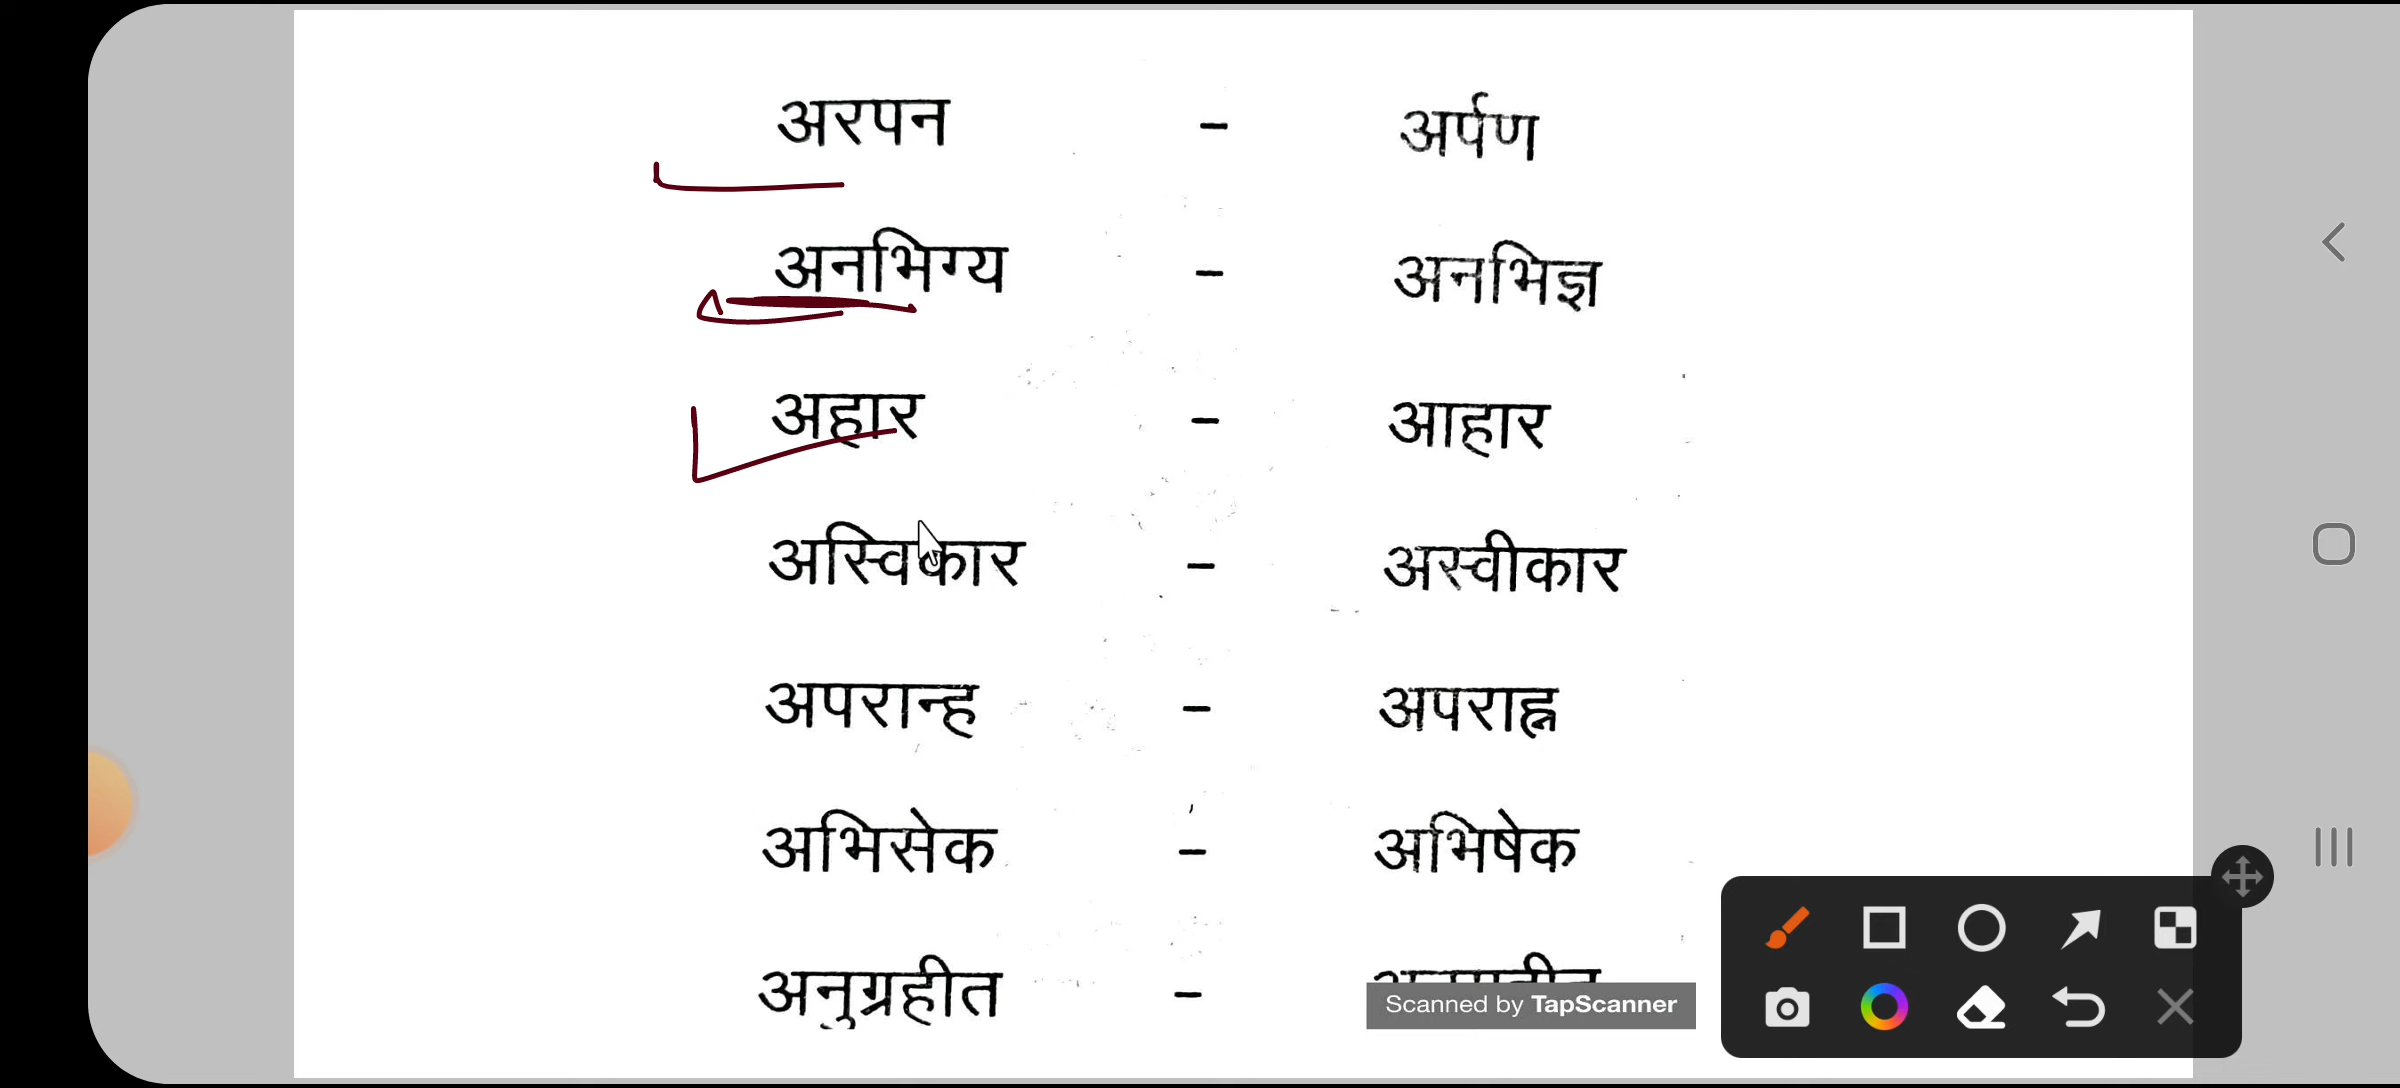 अरपन - अर्पण
अनभिग्य - अनभिज्ञ
अहार - आहार
अस्विकार - अस्वीकार
अपरान्ह - अपराह्न
अभिसेक - अभिषेक
अनुग्रहीत -
Scanned by TapScanner